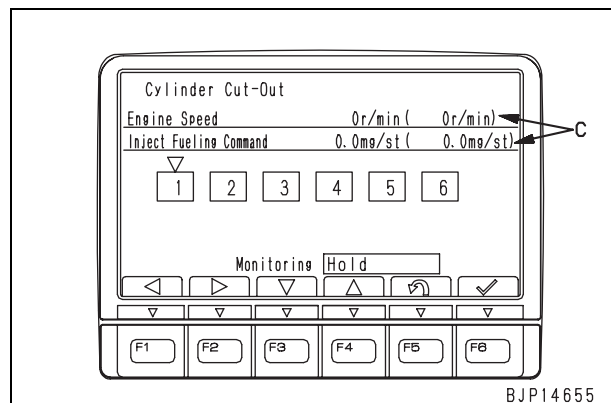 Cylinder Cut-Out
Engine Speed 0r/min( 0r/min)
Inject Fueling Command 0.0mg/st( 0.0mg/st)
C
1 2 3 4 5 6
Monitoring Hold
F1 F2 F3 F4 F5 F6
BJP14655